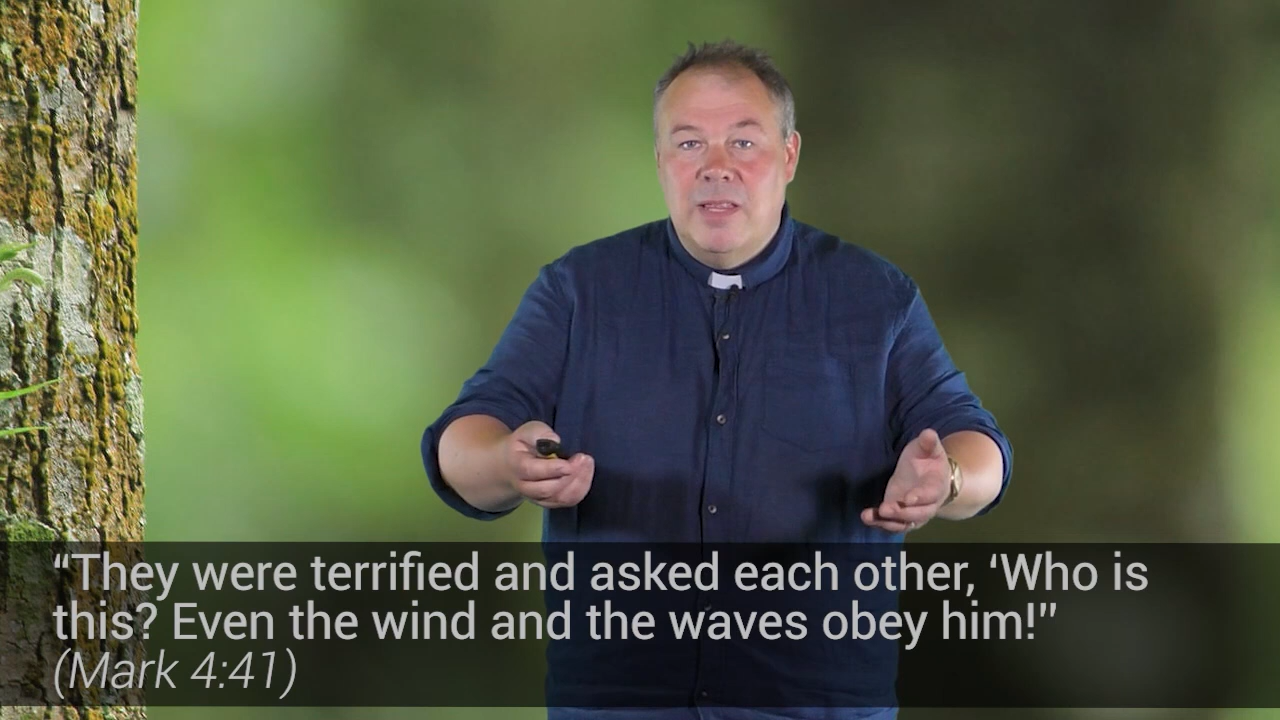 “They were terrified and asked each other, ‘Who is
this? Even the wind and the waves obey him!”
(Mark 4:41)